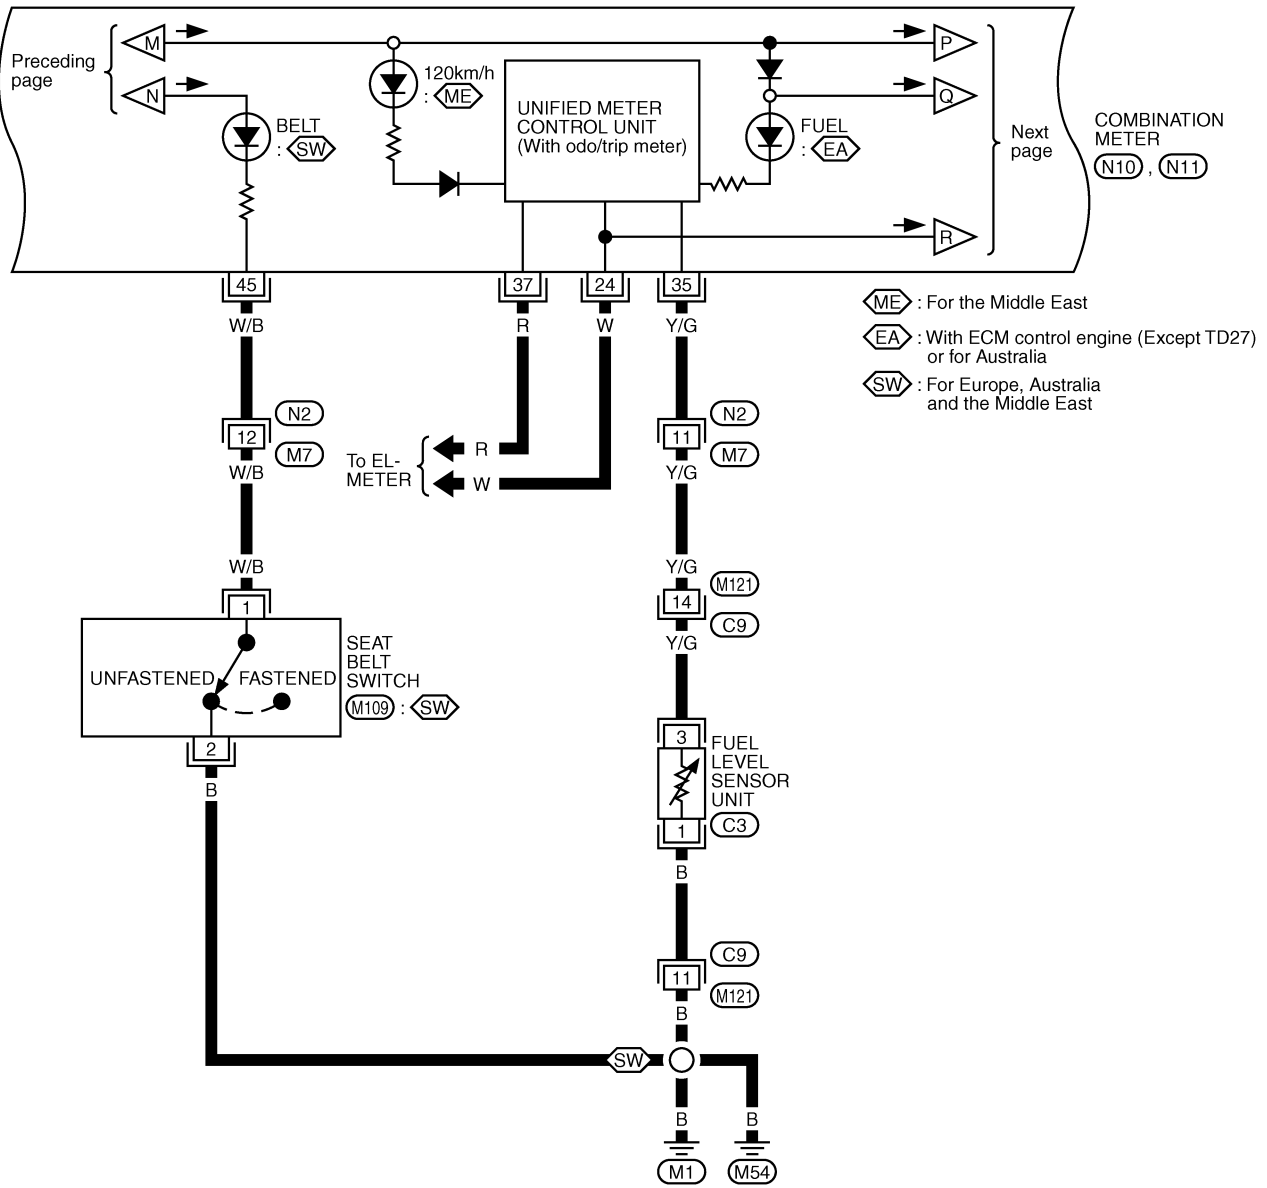 Preceding
page
M
N
120km/h
: ME
BELT
: SW
UNIFIED METER
CONTROL UNIT
(With odo/trip meter)
FUEL
: EA
P
Q
R
Next
page
COMBINATION
METER
N10 , N11
45
37
24
35
W/B
R
W
Y/G
ME : For the Middle East
EA : With ECM control engine (Except TD27)
or for Australia
SW : For Europe, Australia
and the Middle East
12
N2
M7
W/B
To EL-
METER
R
W
11
N2
M7
Y/G
W/B
Y/G
1
14
M121
C9
Y/G
UNFASTENED
FASTENED
SEAT
BELT
SWITCH
M109 : SW
2
B
3
FUEL
LEVEL
SENSOR
UNIT
C3
1
B
C9
11
M121
B
SW
B
B
M1
M54